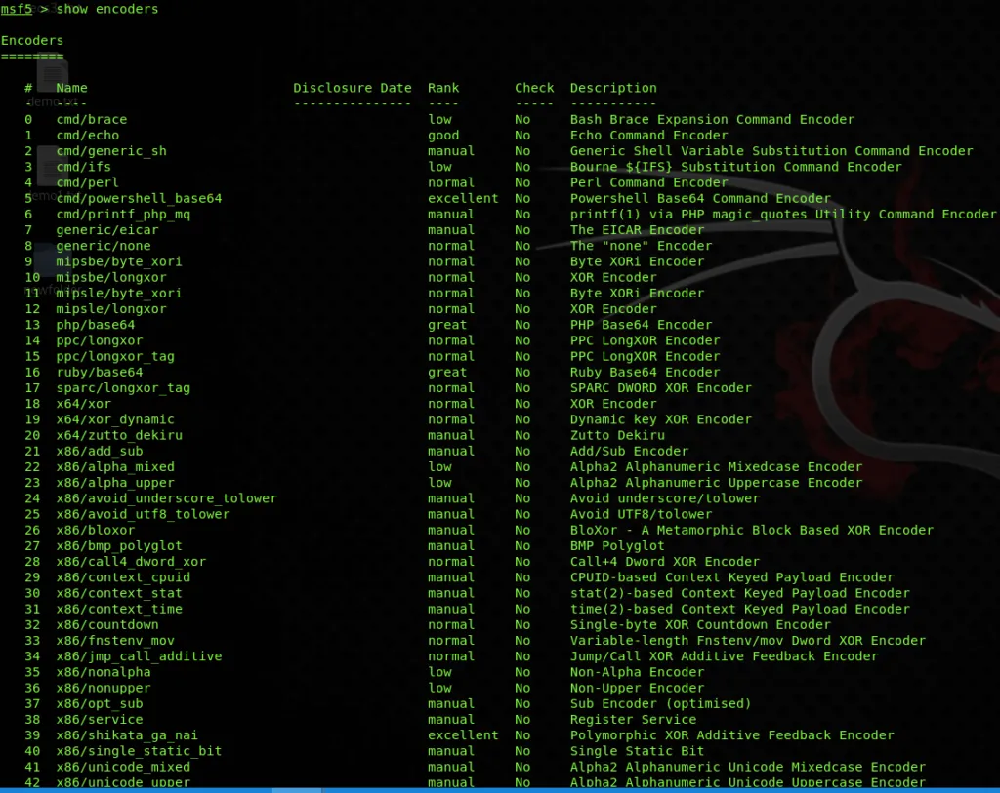 msf5 > show encoders
Encoders
========
# Name Disclosure Date Rank Check Description
- ---- --------------- ---- ----- -----------
0 cmd/brace low No Bash Brace Expansion Command Encoder
1 cmd/echo good No Echo Command Encoder
2 cmd/generic_sh manual No Generic Shell Variable Substitution Command Encoder
3 cmd/ifs low No Bourne ${IFS} Substitution Command Encoder
4 cmd/perl normal No Perl Command Encoder
5 cmd/powershell_base64 excellent No Powershell Base64 Command Encoder
6 cmd/printf_php_mq manual No printf(1) via PHP magic_quotes Utility Command Encoder
7 generic/eicar manual No The EICAR Encoder
8 generic/none normal No The "none" Encoder
9 mipsbe/byte_xori normal No Byte XORi Encoder
10 mipsbe/longxor normal No XOR Encoder
11 mipsle/byte_xori normal No Byte XORi Encoder
12 mipsle/longxor normal No XOR Encoder
13 php/base64 great No PHP Base64 Encoder
14 ppc/longxor normal No PPC LongXOR Encoder
15 ppc/longxor_tag normal No PPC LongXOR Encoder
16 ruby/base64 great No Ruby Base64 Encoder
17 sparc/longxor_tag normal No SPARC DWORD XOR Encoder
18 x64/xor normal No XOR Encoder
19 x64/xor_dynamic normal No Dynamic key XOR Encoder
20 x64/zutto_dekiru manual No Zutto Dekiru
21 x86/add_sub manual No Add/Sub Encoder
22 x86/alpha_mixed low No Alpha2 Alphanumeric Mixedcase Encoder
23 x86/alpha_upper low No Alpha2 Alphanumeric Uppercase Encoder
24 x86/avoid_underscore_tolower manual No Avoid underscore/tolower
25 x86/avoid_utf8_tolower manual No Avoid UTF8/tolower
26 x86/bloxor manual No BloXor - A Metamorphic Block Based XOR Encoder
27 x86/bmp_polyglot manual No BMP Polyglot
28 x86/call4_dword_xor normal No Call+4 Dword XOR Encoder
29 x86/context_cpuid manual No CPUID-based Context Keyed Payload Encoder
30 x86/context_stat manual No stat(2)-based Context Keyed Payload Encoder
31 x86/context_time manual No time(2)-based Context Keyed Payload Encoder
32 x86/countdown normal No Single-byte XOR Countdown Encoder
33 x86/fnstenv_mov normal No Variable-length Fnstenv/mov Dword XOR Encoder
34 x86/jmp_call_additive normal No Jump/Call XOR Additive Feedback Encoder
35 x86/nonalpha low No Non-Alpha Encoder
36 x86/nonupper low No Non-Upper Encoder
37 x86/opt_sub manual No Sub Encoder (optimised)
38 x86/service manual No Register Service
39 x86/shikata_ga_nai excellent No Polymorphic XOR Additive Feedback Encoder
40 x86/single_static_bit manual No Single Static Bit
41 x86/unicode_mixed manual No Alpha2 Alphanumeric Unicode Mixedcase Encoder
42 x86/unicode_upper manual No Alpha2 Alphanumeric Unicode Uppercase Encoder